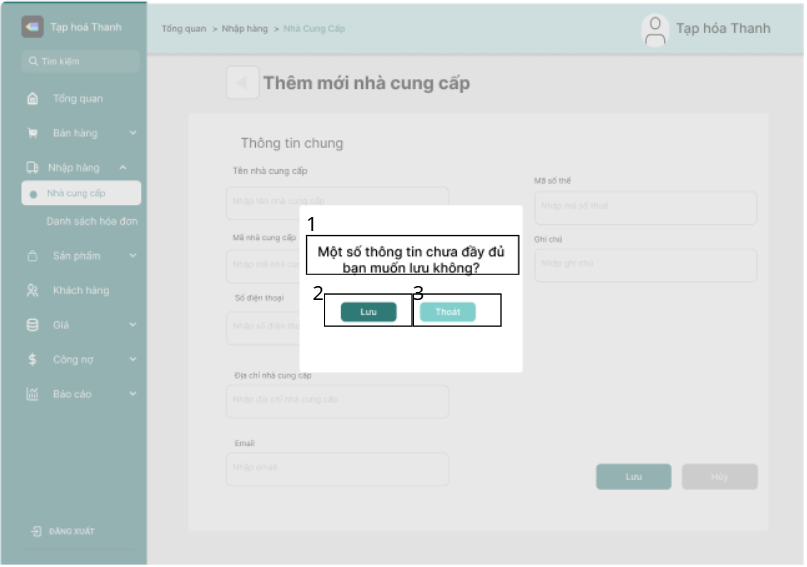 Tạp hoá Thanh
Tổng quan > Nhập hàng > Nhà Cung Cấp
Tạp hóa Thanh
Tìm kiếm
Thêm mới nhà cung cấp
Tổng quan
Bán hàng
Thông tin chung
Nhập hàng
Tên nhà cung cấp
Mã số thế
Nhà cung cấp
Nhập tên nhà cung cấp
Nhập mã số thuế
Danh sách hóa đơn
1
Mã nhà cung cấp
Ghi chú
Một số thông tin chưa đầy đủ
bạn muốn lưu không?
Sản phẩm
Nhập mã nhà
Nhập ghi chú
Khách hàng
Số điện thoại
2
3
Lưu
Thoát
Giá
Nhập số điện
Công nợ
Địa chỉ nhà cung cấp
Báo cáo
Nhập địa chỉ nhà cung cấp
Email
Nhập email
Lưu
Hủy
ĐĂNG XUẤT